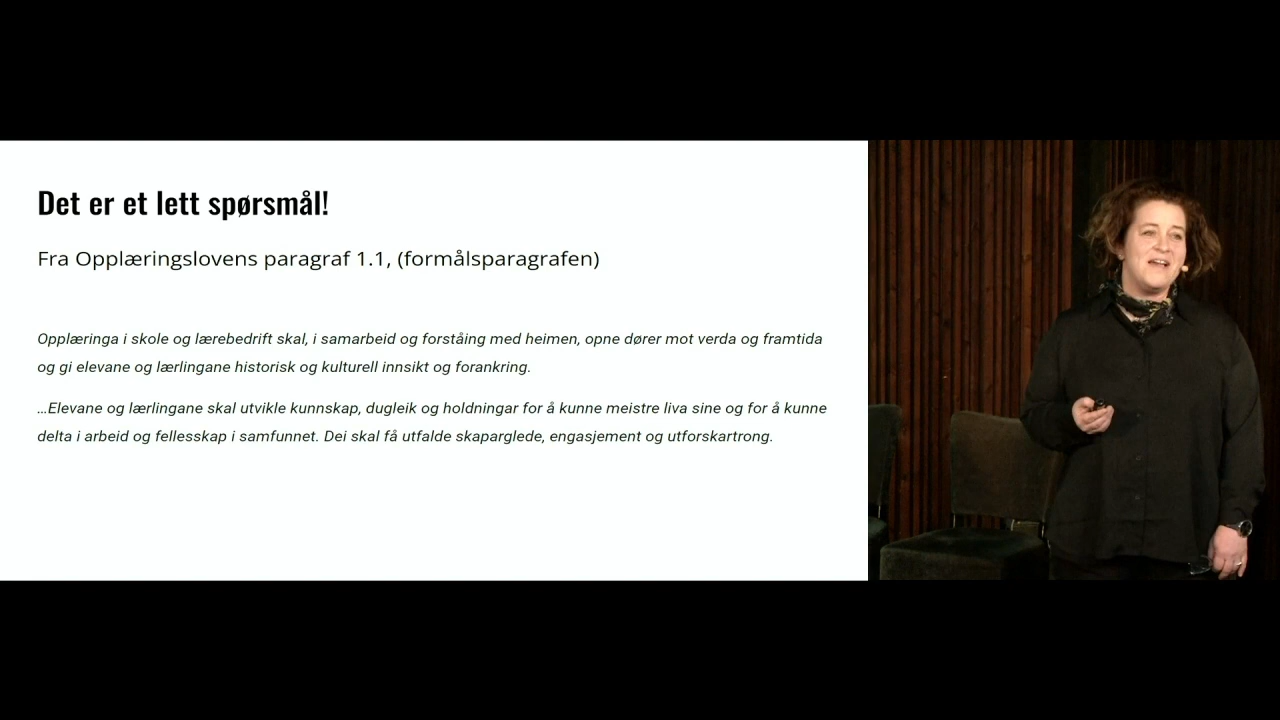 Det er et lett spørsmål!
Fra Opplæringslovens paragraf 1.1, (formålsparagrafen)
Opplæringa i skole og lærebedrift skal, i samarbeid og forståing med heimen, opne dører mot verda og framtida
og gi elevane og lærlingane historisk og kulturell innsikt og forankring.
…Elevane og lærlingane skal utvikle kunnskap, dugleik og holdningar for å kunne meistre liva sine og for å kunne
delta i arbeid og fellesskap i samfunnet. Dei skal få utfalde skaparglede, engasjement og utforskartrong.